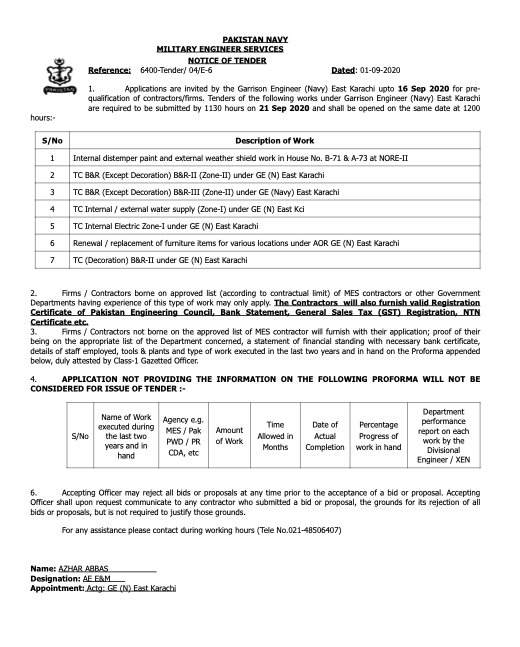 PAKISTAN NAVY
MILITARY ENGINEER SERVICES
NOTICE OF TENDER
Reference: 6400-Tender/ 04/E-6 Dated: 01-09-2020
PAKISTAN
1. Applications are invited by the Garrison Engineer (Navy) East Karachi upto 16 Sep 2020 for pre-
qualification of contractors/firms. Tenders of the following works under Garrison Engineer (Navy) East Karachi
are required to be submitted by 1130 hours on 21 Sep 2020 and shall be opened on the same date at 1200
hours:-
S/No Description of Work
1 Internal distemper paint and external weather shield work in House No. B-71 & A-73 at NORE-II
2 TC B&R (Except Decoration) B&R-II (Zone-II) under GE (N) East Karachi
3 TC B&R (Except Decoration) B&R-III (Zone-II) under GE (Navy) East Karachi
4 TC Internal / external water supply (Zone-I) under GE (N) East Kci
5 TC Internal Electric Zone-I under GE (N) East Karachi
6 Renewal / replacement of furniture items for various locations under AOR GE (N) East Karachi
7 TC (Decoration) B&R-II under GE (N) East Karachi
2. Firms / Contractors borne on approved list (according to contractual limit) of MES contractors or other Government
Departments having experience of this type of work may only apply. The Contractors will also furnish valid Registration
Certificate of Pakistan Engineering Council, Bank Statement, General Sales Tax (GST) Registration, NTN
Certificate etc.
3. Firms / Contractors not borne on the approved list of MES contractor will furnish with their application; proof of their
being on the appropriate list of the Department concerned, a statement of financial standing with necessary bank certificate,
details of staff employed, tools & plants and type of work executed in the last two years and in hand on the Proforma appended
below, duly attested by Class-1 Gazetted Officer.
4. APPLICATION NOT PROVIDING THE INFORMATION ON THE FOLLOWING PROFORMA WILL NOT BE
CONSIDERED FOR ISSUE OF TENDER :-
S/No
Name of Work
executed during
the last two
years and in
hand
Agency e.g.
MES / Pak
PWD / PR
CDA, etc
Amount
of Work
Time
Allowed in
Months
Date of
Actual
Completion
Percentage
Progress of
work in hand
Department
performance
report on each
work by the
Divisional
Engineer / XEN
6. Accepting Officer may reject all bids or proposals at any time prior to the acceptance of a bid or proposal. Accepting
Officer shall upon request communicate to any contractor who submitted a bid or proposal, the grounds for its rejection of all
bids or proposals, but is not required to justify those grounds.
For any assistance please contact during working hours (Tele No.021-48506407)
Name: AZHAR ABBAS
Designation: AE E&M
Appointment: Actg: GE (N) East Karachi